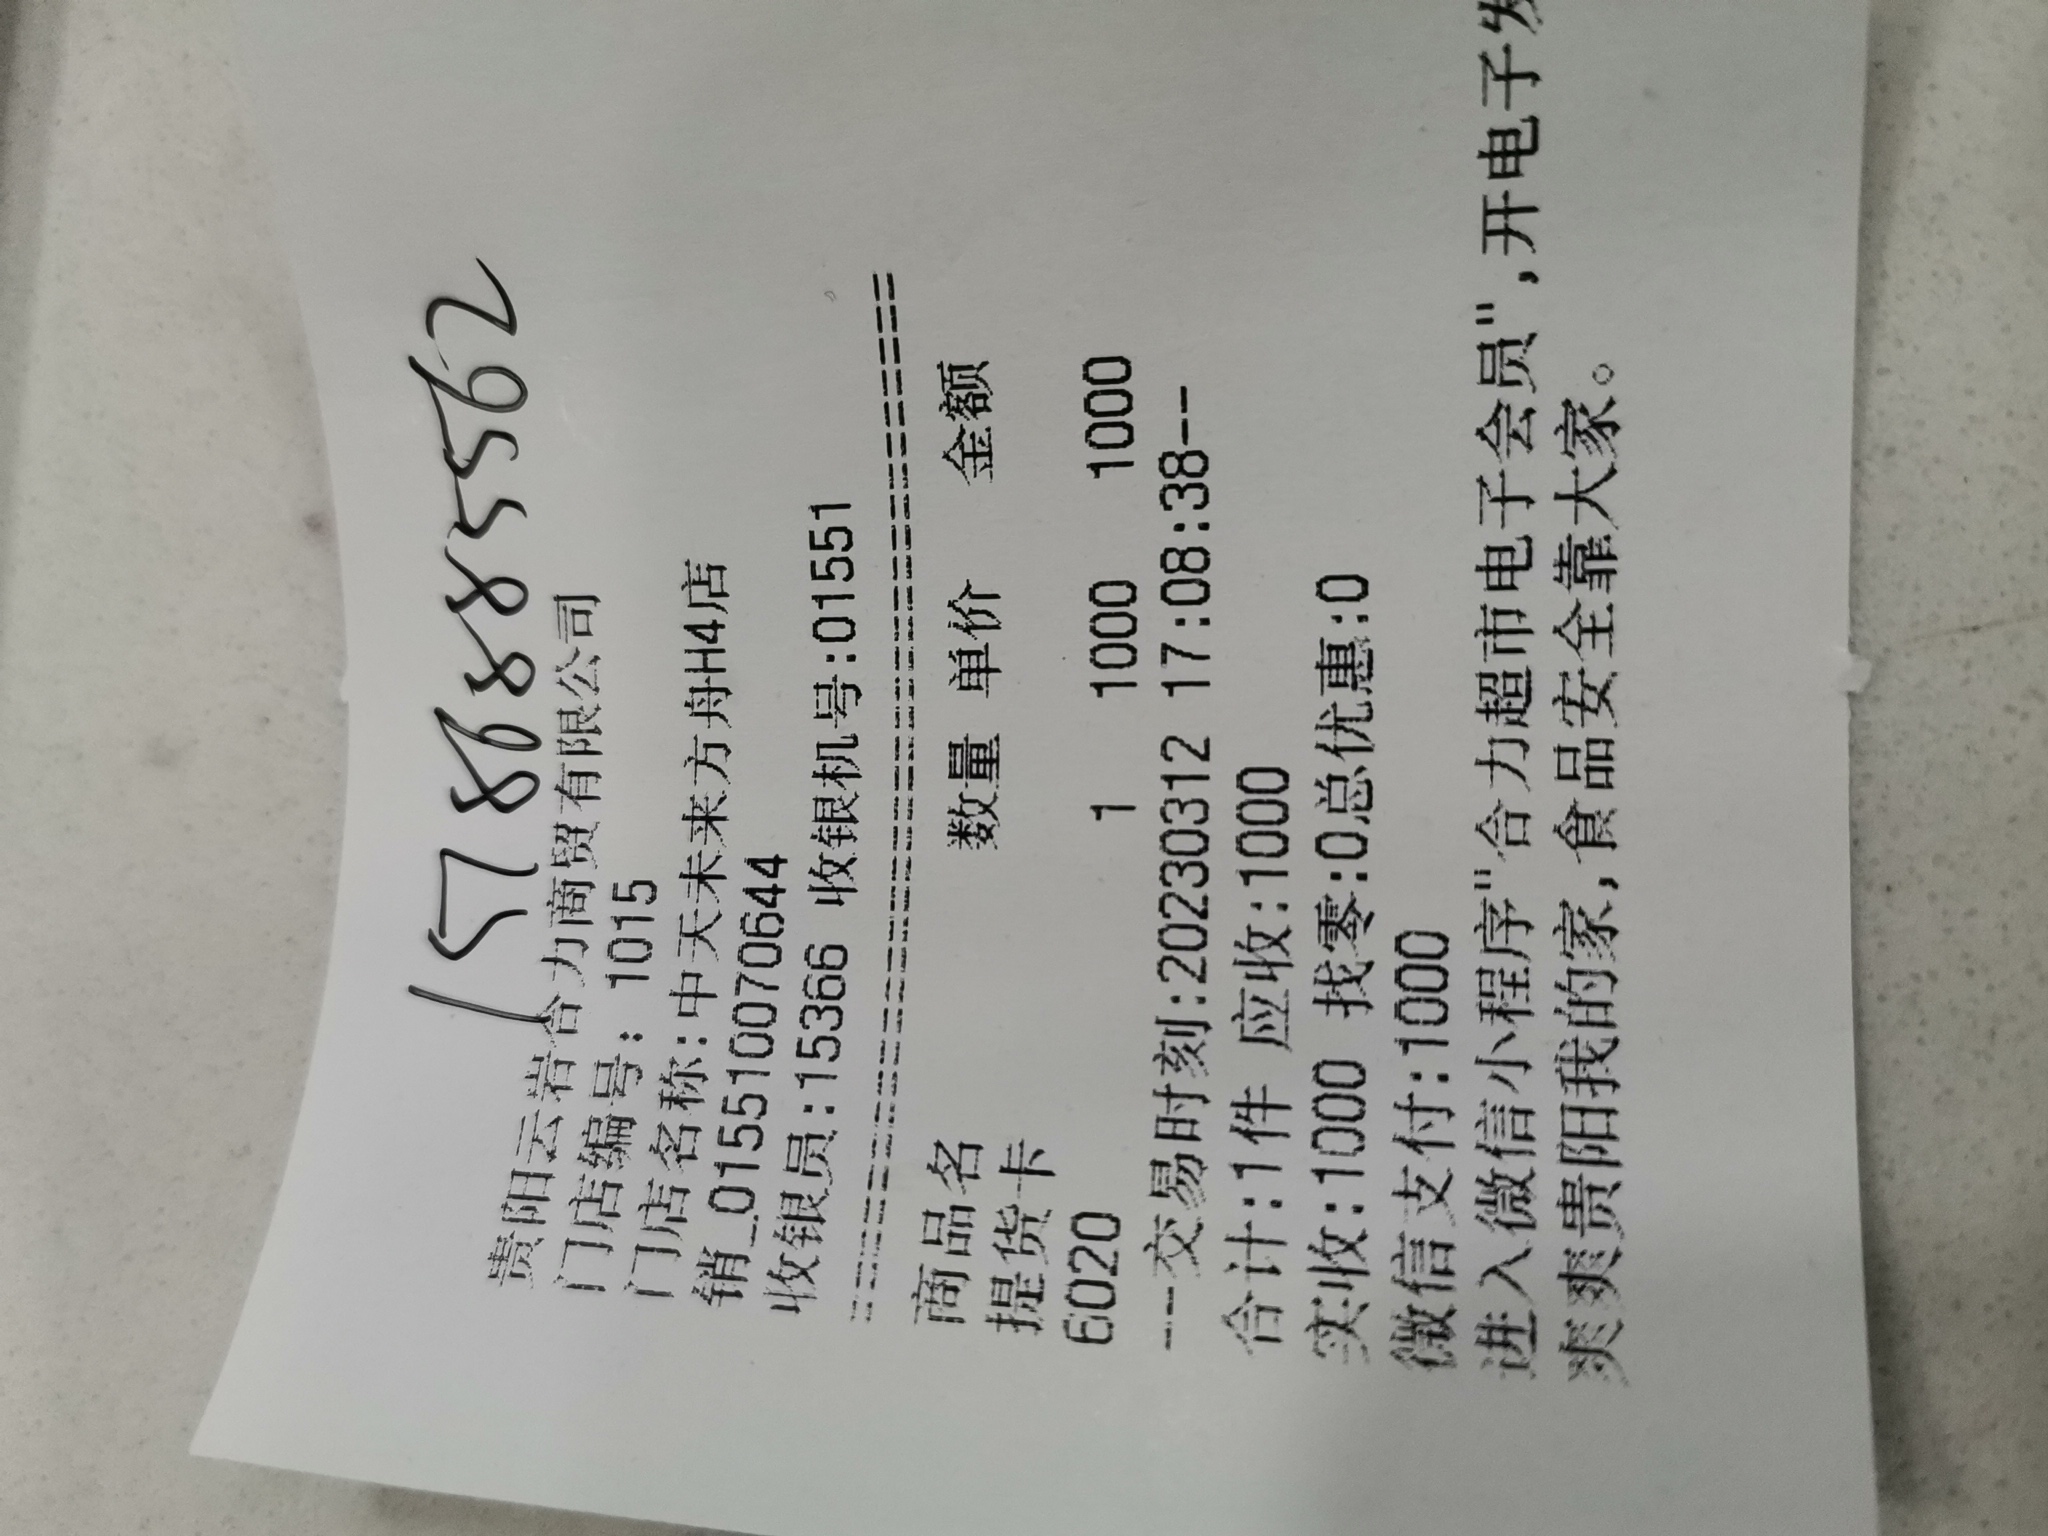 15786885562
贵阳云岩合力商贸有限公司
门店编号: 1015
门店名称:中天未来方舟H4店
销_015510070644
收银员:15366 收银机号:01551
商品名 数量 单价 金额
提货卡
6020 1 1000 1000
--交易时刻:20230312 17:08:38--
合计:1件 应收:1000
实收:1000 找零:0总优惠:0
微信支付:1000
进入微信小程序"合力超市电子会员",开电子发
爽爽贵阳我的家,食品安全靠大家。